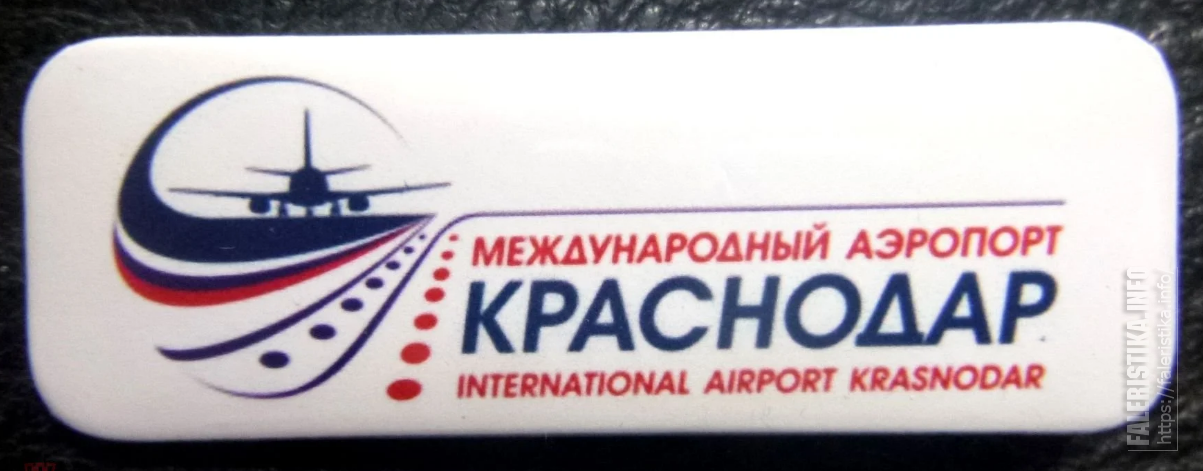 МЕЖДУНАРОДНЫЙ АЭРОПОРТ
КРАСНОДАР
INTERNATIONAL AIRPORT KRASNODAR
FALERISTIKA.INFO
https://faleristika.info/